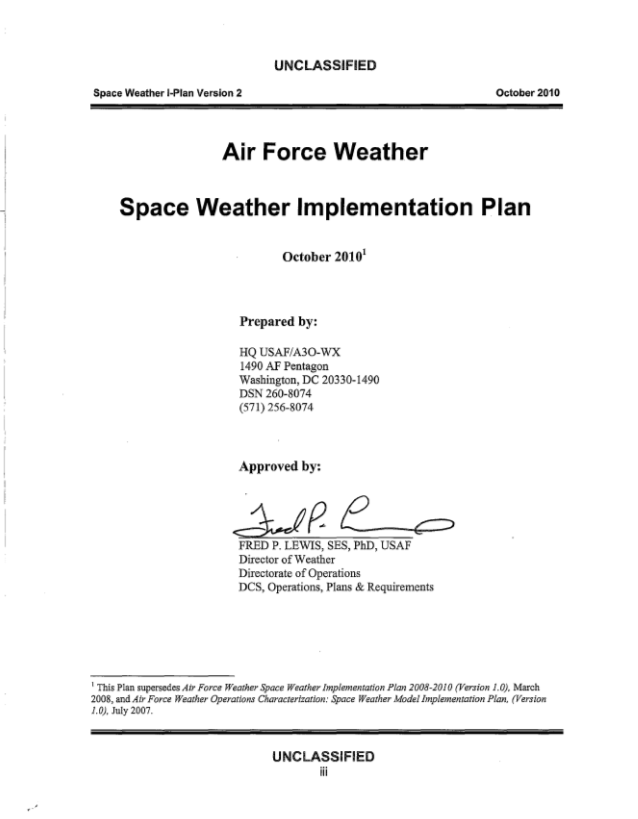 UNCLASSIFIED
Space Weather I-Plan Version 2 October 2010
Air Force Weather
Space Weather Implementation Plan
October 2010¹
Prepared by:
HQ USAF/A3O-WX
1490 AF Pentagon
Washington, DC 20330-1490
DSN 260-8074
(571) 256-8074
Approved by:
Fred P. L
FRED P. LEWIS, SES, PhD, USAF
Director of Weather
Directorate of Operations
DCS, Operations, Plans & Requirements
¹ This Plan supersedes Air Force Weather Space Weather Implementation Plan 2008-2010 (Version 1.0), March
2008, and Air Force Weather Operations Characterization: Space Weather Model Implementation Plan, (Version
1.0), July 2007.
UNCLASSIFIED
iii